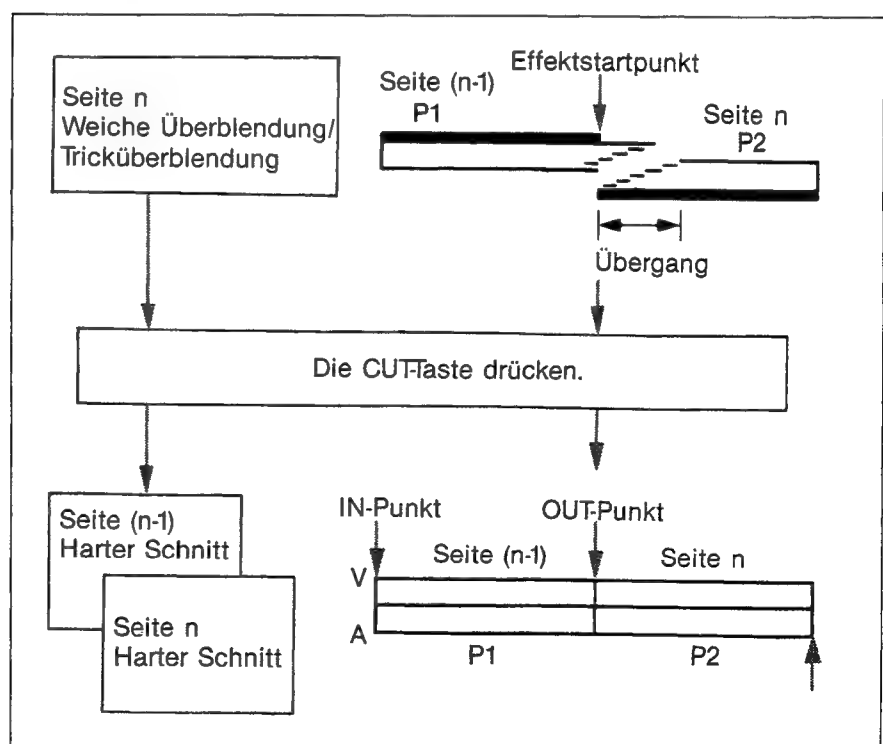 Seite n
Weiche Überblendung/
Tricküberblendung
Effektstartpunkt
Seite (n-1)
P1
Seite n
P2
Übergang
Die CUT-Taste drücken.
Seite (n-1)
Harter Schnitt
Seite n
Harter Schnitt
IN-Punkt
OUT-Punkt
Seite (n-1)
Seite n
V
A
P1
P2